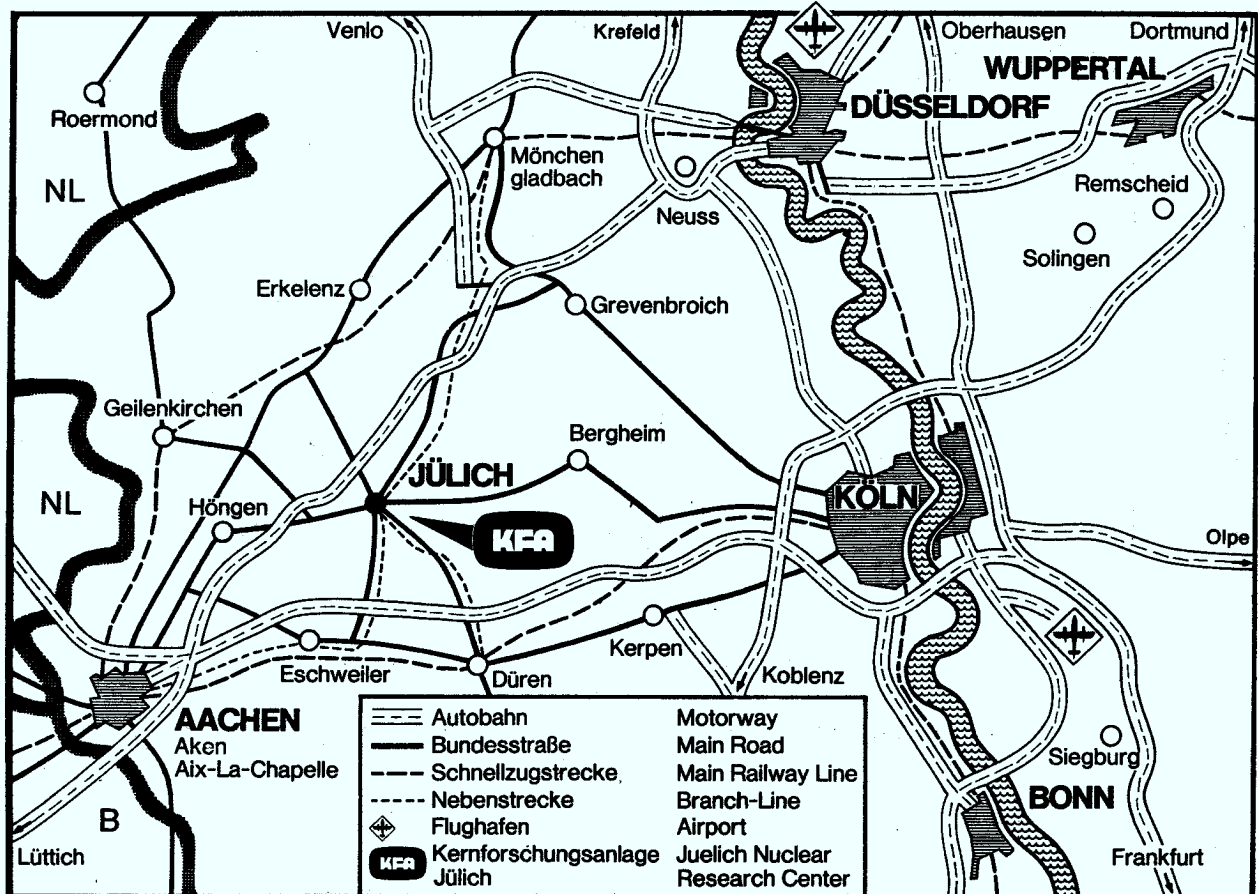 Venlo
Krefeld
Oberhausen
Dortmund
WUPPERTAL
DÜSSELDORF
Roermond
Mönchen
gladbach
NL
Neuss
Remscheid
Solingen
Erkelenz
Grevenbroich
Geilenkirchen
Bergheim
JÜLICH
NL
Höngen
KFA
KÖLN
Olpe
Eschweiler
Düren
Kerpen
Koblenz
AACHEN
Aken
Aix-La-Chapelle
Siegburg
BONN
B
Lüttich
Frankfurt
Autobahn Motorway
Bundesstraße Main Road
Schnellzugstrecke Main Railway Line
Nebenstrecke Branch-Line
Flughafen Airport
KFA Kernforschungsanlage Juelich Nuclear
Jülich Research Center